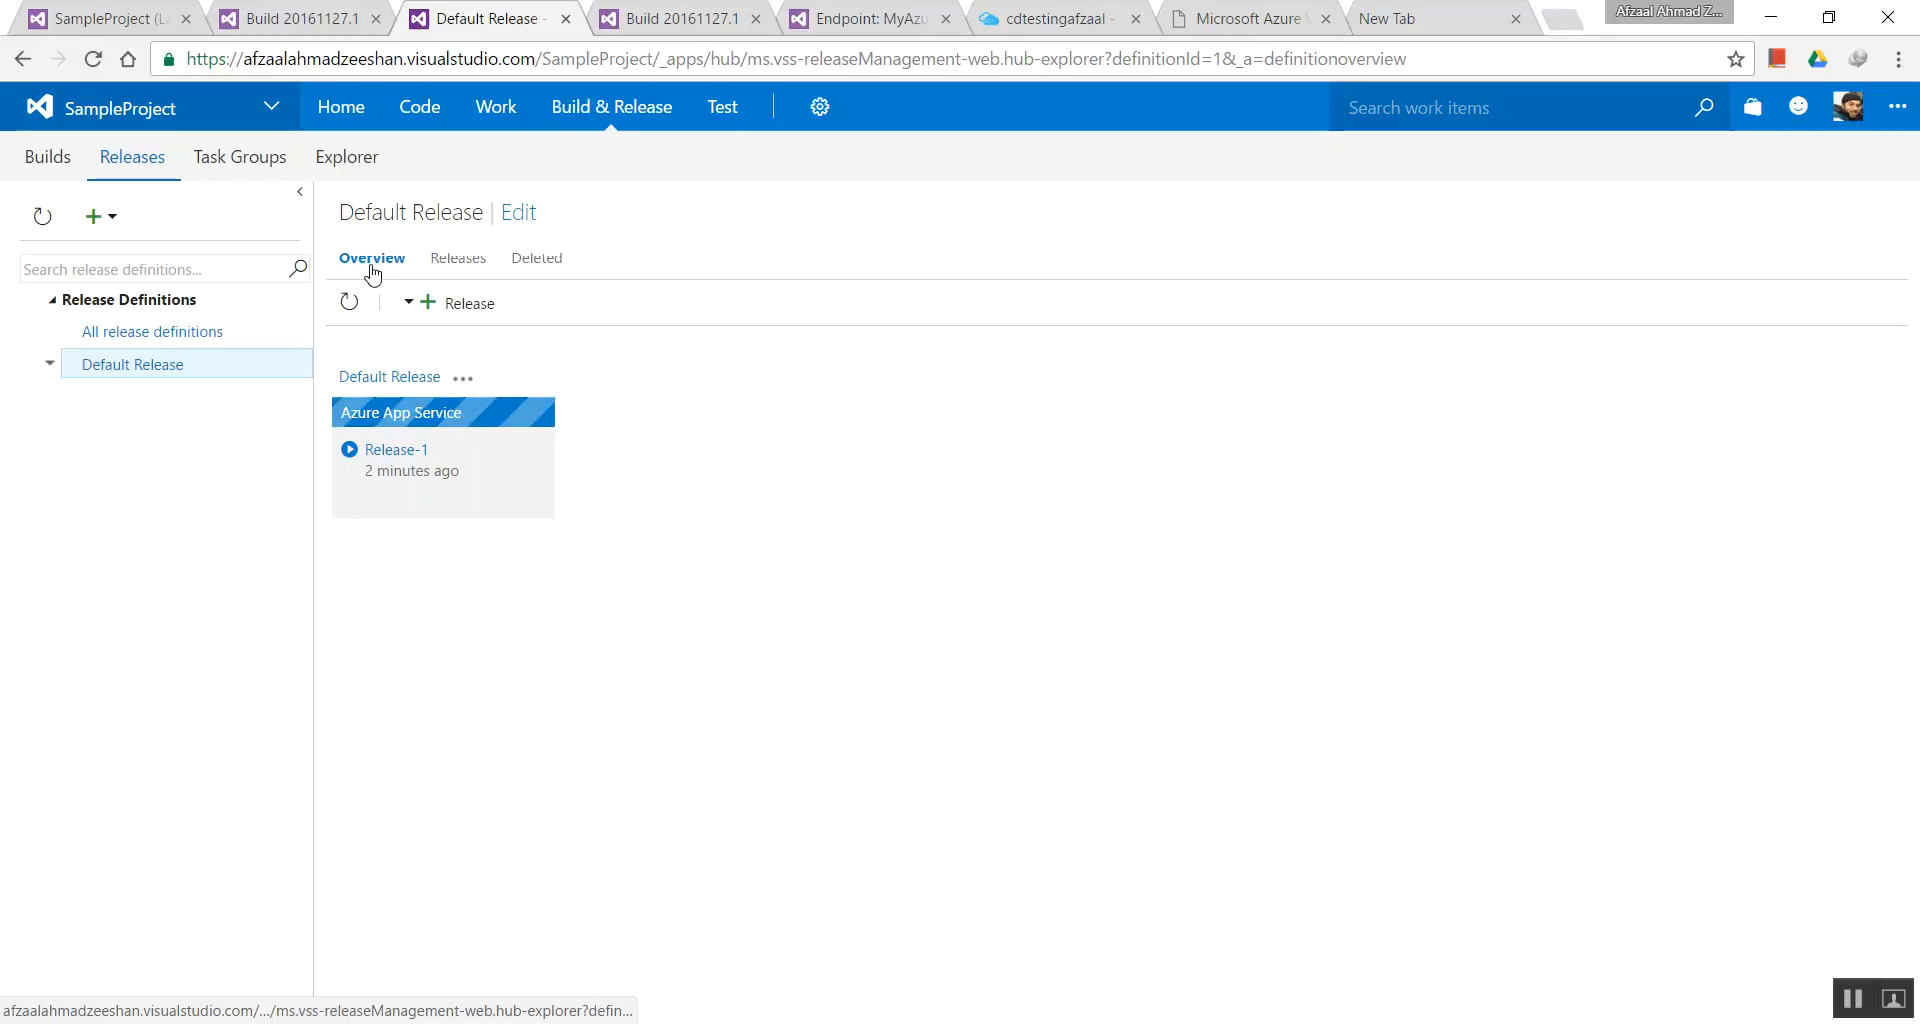 SampleProject (L
Build 20161127.1
Default Release -
Build 20161127.1
Endpoint: MyAzu
cdtestingafzaal -
Microsoft Azure
New Tab
Afzaal Ahmad Z...
https://afzaalahmadzeeshan.visualstudio.com/SampleProject/_apps/hub/ms.vss-releaseManagement-web.hub-explorer?definitionId=1&_a=definitionoverview
SampleProject
Home
Code
Work
Build & Release
Test
Search work items
Builds
Releases
Task Groups
Explorer
Default Release | Edit
Overview
Releases
Deleted
Search release definitions...
Release
Release Definitions
All release definitions
Default Release
Default Release
Azure App Service
Release-1
2 minutes ago
afzaalahmadzeeshan.visualstudio.com/.../ms.vss-releaseManagement-web.hub-explorer?defin...